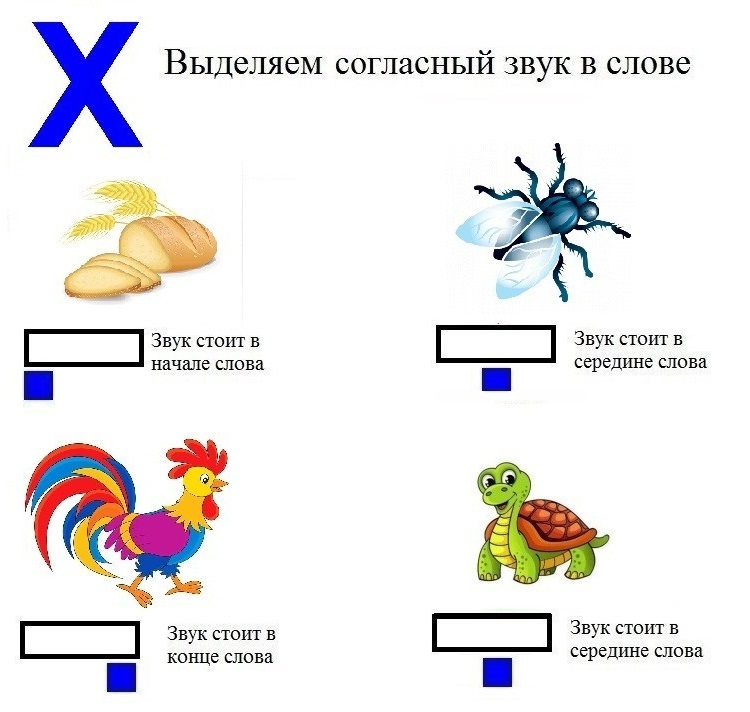 Х
Выделяем согласный звук в слове
Звук стоит в
начале слова
Звук стоит в
середине слова
Звук стоит в
конце слова
Звук стоит в
середине слова